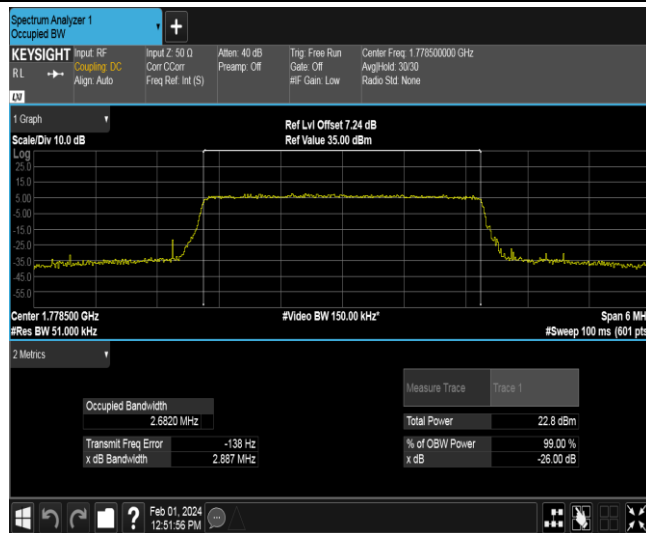 Spectrum Analyzer 1
Occupied BW
+
KEYSIGHT
RL
LXI
Input: RF
Coupling: DC
Align: Auto
Input Z: 50 Ω
Corr CCorr
Freq Ref: Int (S)
Atten: 40 dB
Preamp: Off
Trig: Free Run
Gate: Off
#IF Gain: Low
Center Freq: 1.778500000 GHz
Avg|Hold: 30/30
Radio Std: None
1 Graph
Scale/Div 10.0 dB
Ref Lvl Offset 7.24 dB
Ref Value 35.00 dBm
Log
25.0
15.0
5.00
-5.00
-15.0
-25.0
-35.0
-45.0
-55.0
Center 1.778500 GHz
#Video BW 150.00 kHz*
Span 6 MH
#Res BW 51.000 kHz
#Sweep 100 ms (601 pts
2 Metrics
Measure Trace Trace 1
Occupied Bandwidth
2.6820 MHz
Total Power 22.8 dBm
Transmit Freq Error -138 Hz
% of OBW Power 99.00 %
x dB Bandwidth 2.887 MHz
x dB -26.00 dB
?
Feb 01, 2024
12:51:56 PM